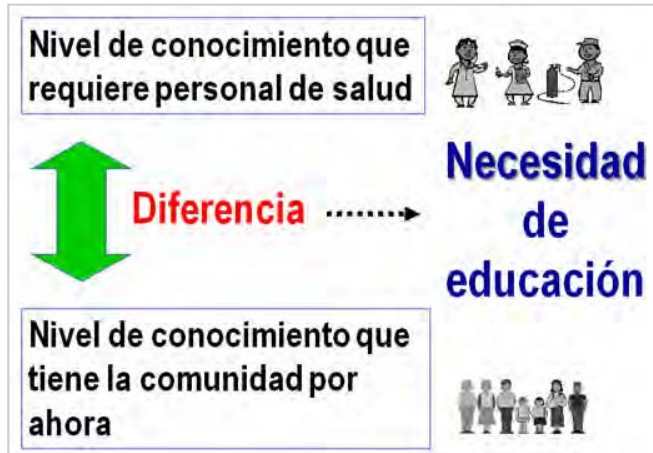 Nivel de conocimiento que
requiere personal de salud
Diferencia
Necesidad
de
educación
Nivel de conocimiento que
tiene la comunidad por
ahora